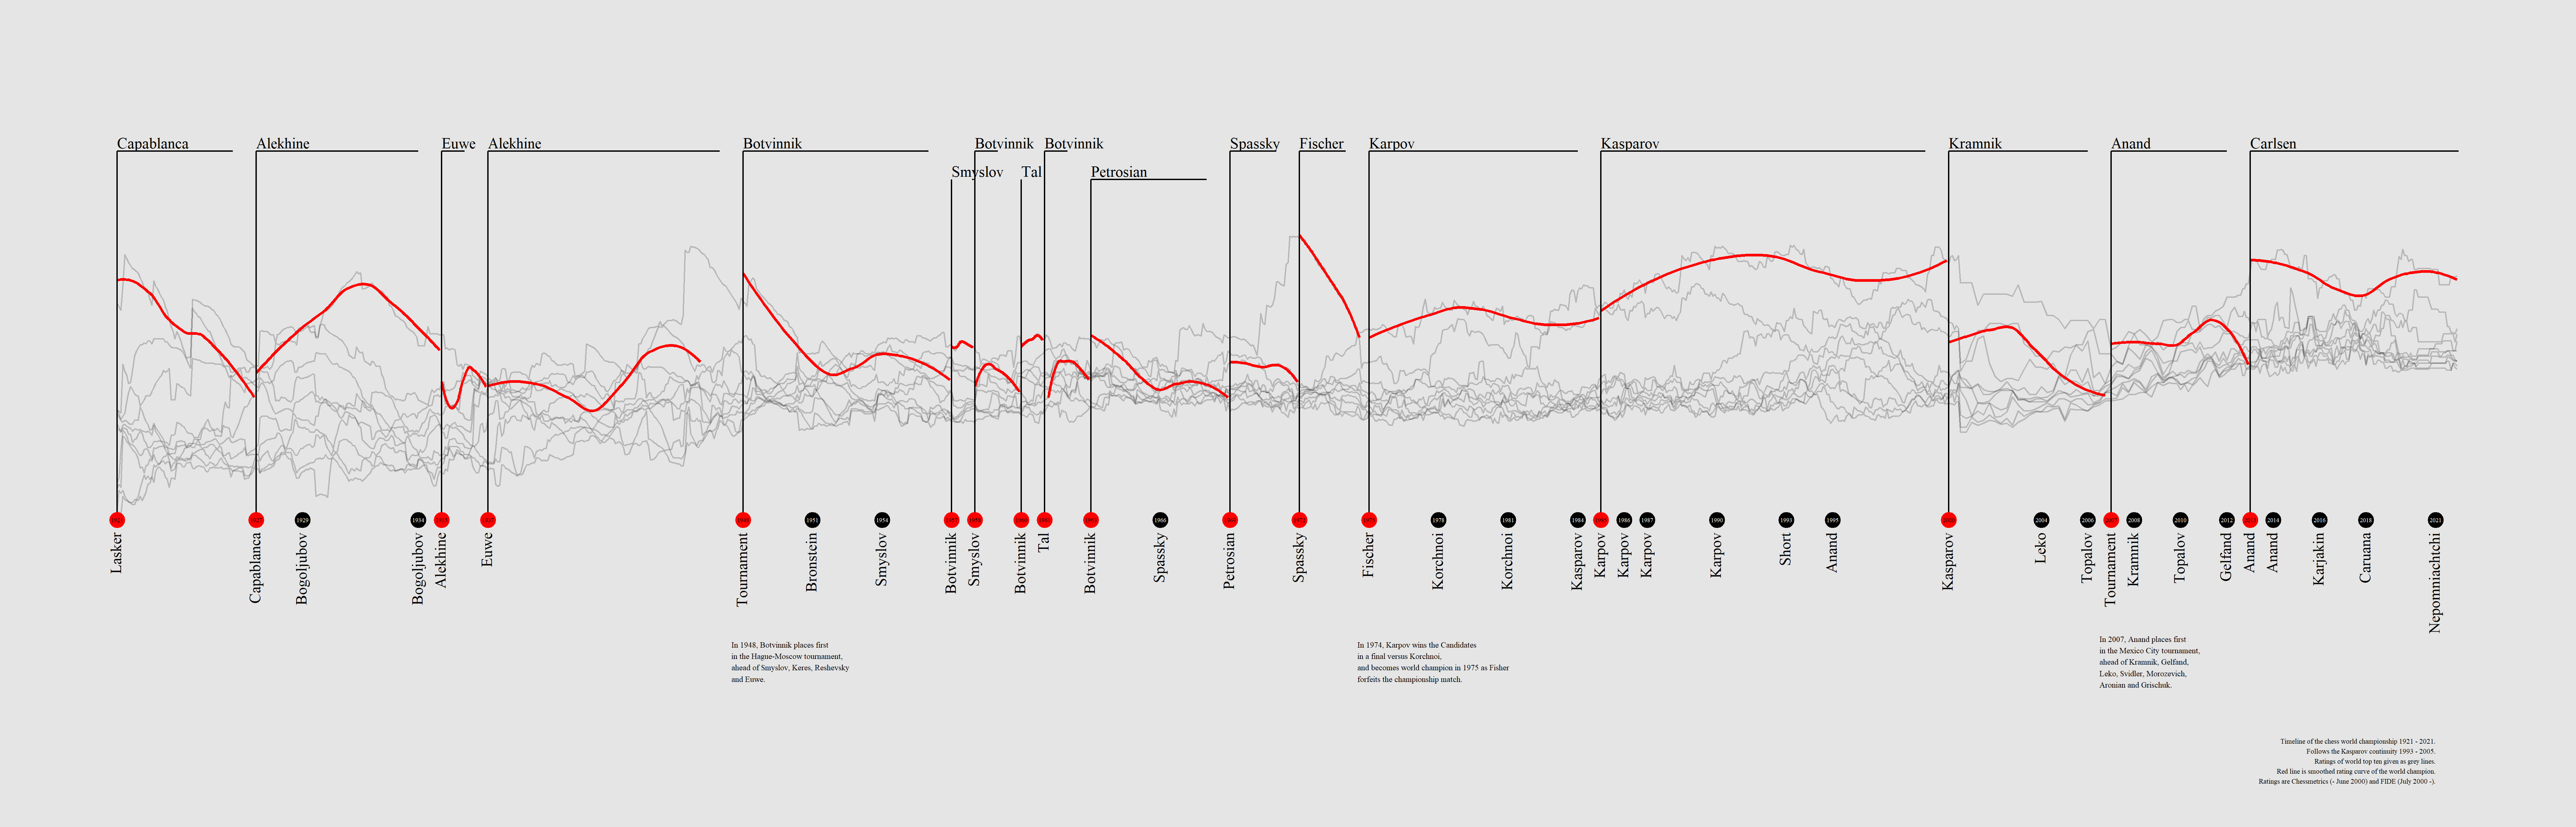 Capablanca
Alekhine
Euwe
Alekhine
Botvinnik
Botvinnik
Botvinnik
Spassky
Fischer
Karpov
Kasparov
Kramnik
Anand
Carlsen
Smyslov
Tal
Petrosian
1929
1934
1951
1954
1966
1978
1981
1984
1986
1987
1990
1993
1995
2004
2006
2008
2010
2012
2014
2016
2018
2021
Lasker
Capablanca
Bogoljubov
Bogoljubov
Alekhine
Euwe
Tournament
Bronstein
Smyslov
Botvinnik
Smyslov
Botvinnik
Tal
Botvinnik
Spassky
Petrosian
Spassky
Fischer
Korchnoi
Korchnoi
Kasparov
Karpov
Karpov
Karpov
Karpov
Short
Anand
Kasparov
Leko
Topalov
Tournament
Kramnik
Topalov
Gelfand
Anand
Anand
Karjakin
Caruana
Nepomniachtchi
In 1948, Botvinnik places first
in the Hague-Moscow tournament,
ahead of Smyslov, Keres, Reshevsky
and Euwe.
In 1974, Karpov wins the Candidates
in a final versus Korchnoi,
and becomes world champion in 1975 as Fisher
forfeits the championship match.
In 2007, Anand places first
in the Mexico City tournament,
ahead of Kramnik, Gelfand,
Leko, Svidler, Morozevich,
Aronian and Grischuk.
Timeline of the chess world championship 1921 - 2021.
Follows the Kasparov continuity 1993 - 2005.
Ratings of world top ten given as grey lines.
Red line is smoothed rating curve of the world champion.
Ratings are Chessmetrics (- June 2000) and FIDE (July 2000 -).